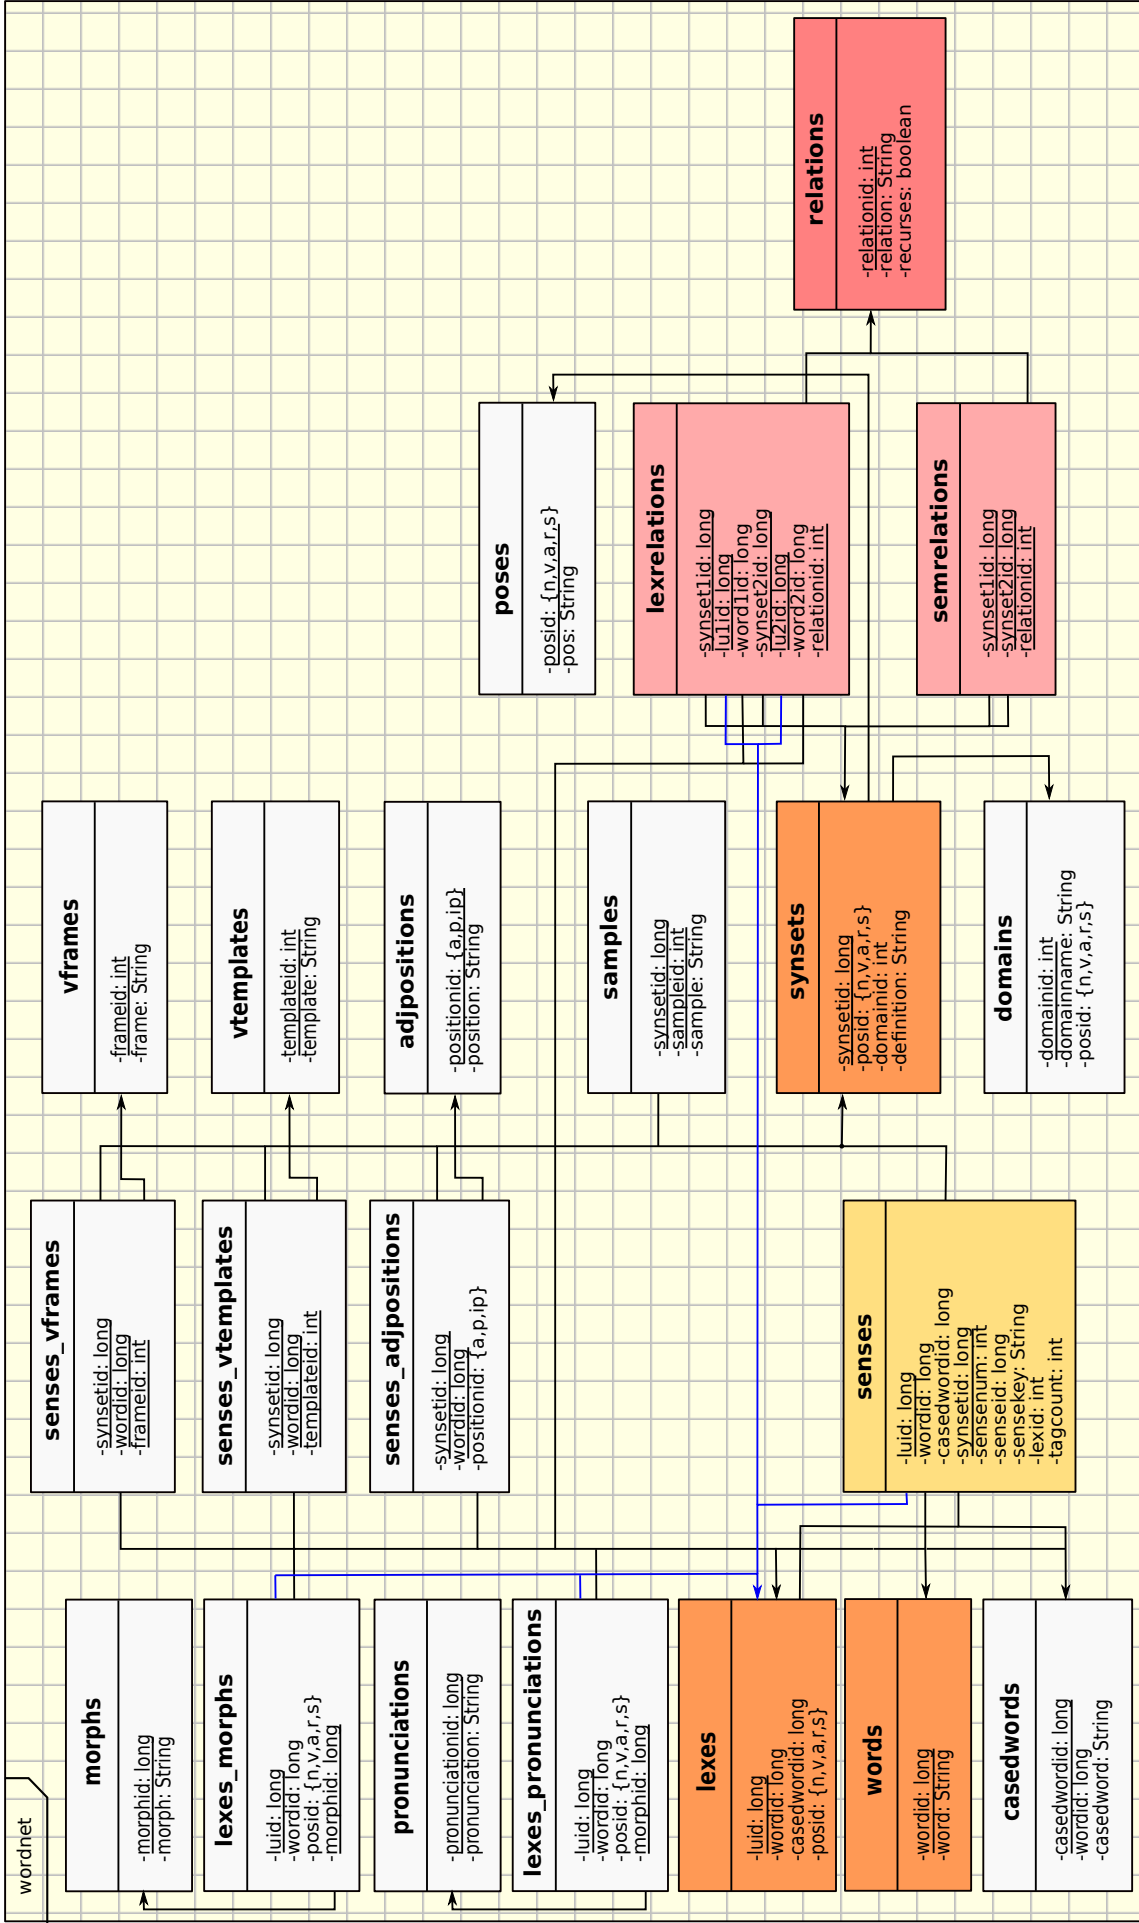 wordnet
morphs
-morphid: long
-morph: String
lexes_morphs
-luid: long
-wordid: long
-posid: {n,v,a,r,s}
-morphid: long
pronunciations
-pronunciationid: long
-pronunciation: String
lexes_pronunciations
-luid: long
-wordid: long
-posid: {n,v,a,r,s}
-morphid: long
lexes
-luid: long
-wordid: long
-casedwordid: long
-posid: {n,v,a,r,s}
words
-wordid: long
-word: String
casedwords
-casedwordid: long
-wordid: long
-casedword: String
senses_vframes
-synsetid: long
-wordid: long
-frameid: int
senses_vtemplates
-synsetid: long
-wordid: long
-templateid: int
senses_adjpositions
-synsetid: long
-wordid: long
-positionid: {a,p,ip}
senses
-luid: long
-wordid: long
-casedwordid: long
-synsetid: long
-sensenum: int
-senseid: long
-sensekey: String
-lexid: int
-tagcount: int
vframes
-frameid: int
-frame: String
vtemplates
-templateid: int
-template: String
adjpositions
-positionid: {a,p,ip}
-position: String
samples
-synsetid: long
-sampleid: int
-sample: String
synsets
-synsetid: long
-posid: {n,v,a,r,s}
-domainid: int
-definition: String
domains
-domainid: int
-domainname: String
-posid: {n,v,a,r,s}
poses
-posid: {n,v,a,r,s}
-pos: String
lexrelations
-synset1id: long
-lu1id: long
-word1id: long
-synset2id: long
-lu2id: long
-word2id: long
-relationid: int
semrelations
-synset1id: long
-synset2id: long
-relationid: int
relations
-relationid: int
-relation: String
-recurses: boolean